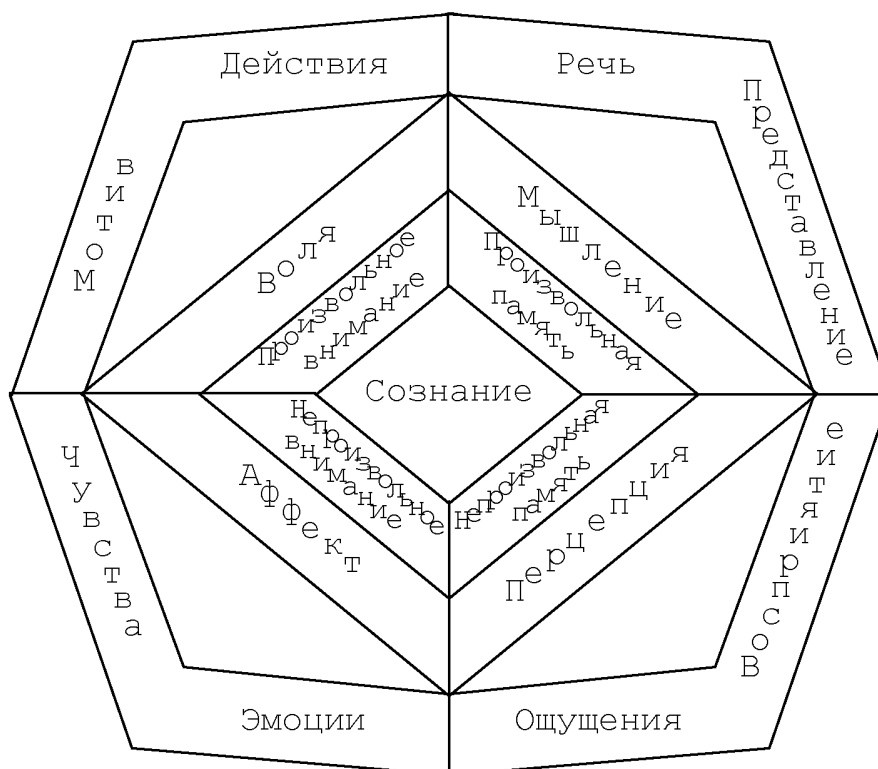 Действия
Речь
Представление
Мотив
Воля
Мышление
Произвольное
внимание
Произвольная
память
Сознание
Непроизвольное
внимание
Непроизвольная
память
Аффект
Перцепция
Чувства
Восприятие
Эмоции
Ощущения